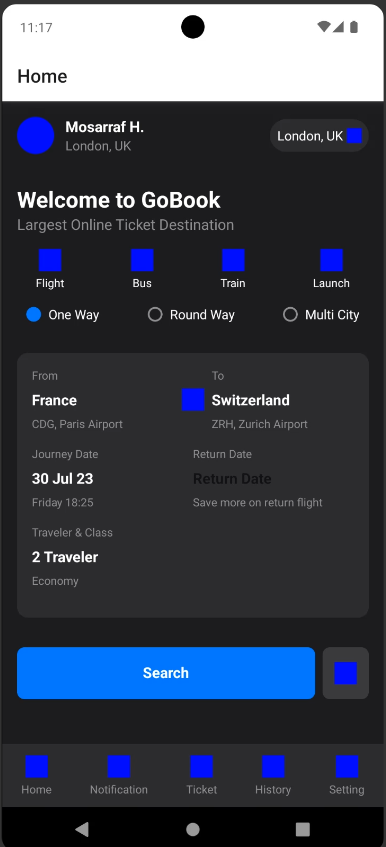 11:17
Home
Mosarraf H.
London, UK
London, UK
Welcome to GoBook
Largest Online Ticket Destination
Flight Bus Train Launch
One Way Round Way Multi City
From To
France Switzerland
CDG, Paris Airport ZRH, Zurich Airport
Journey Date Return Date
30 Jul 23 Return Date
Friday 18:25 Save more on return flight
Traveler & Class
2 Traveler
Economy
Search
Home Notification Ticket History Setting